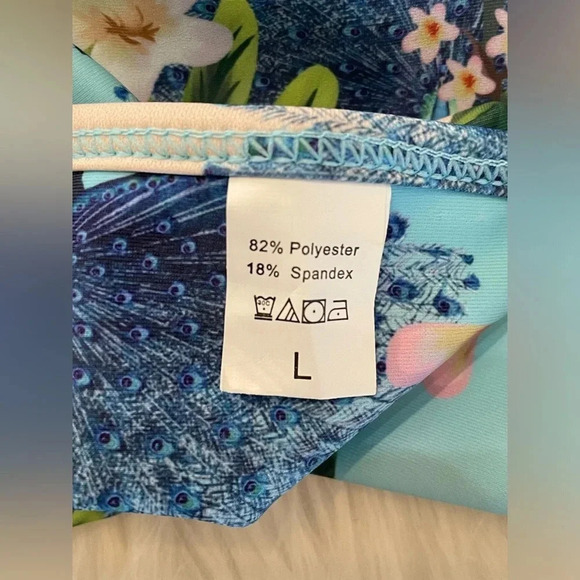 82% Polyester
18% Spandex
L